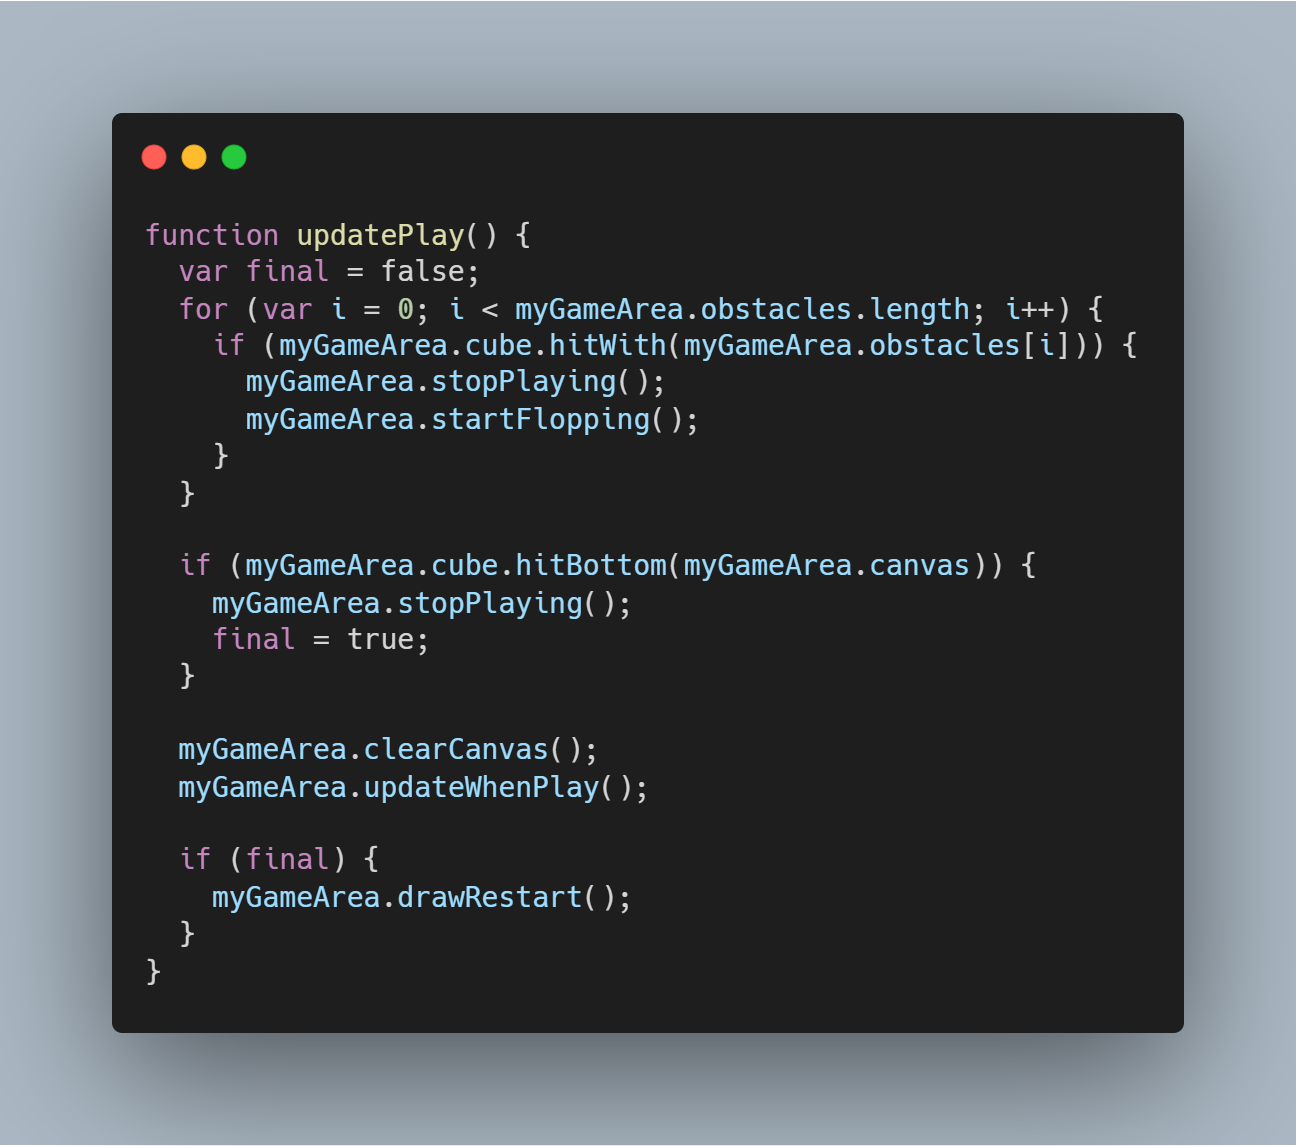 function updatePlay() {
  var final = false;
  for (var i = 0; i < myGameArea.obstacles.length; i++) {
    if (myGameArea.cube.hitWith(myGameArea.obstacles[i])) {
      myGameArea.stopPlaying();
      myGameArea.startFlopping();
    }
  }

  if (myGameArea.cube.hitBottom(myGameArea.canvas)) {
    myGameArea.stopPlaying();
    final = true;
  }

  myGameArea.clearCanvas();
  myGameArea.updateWhenPlay();

  if (final) {
    myGameArea.drawRestart();
  }
}